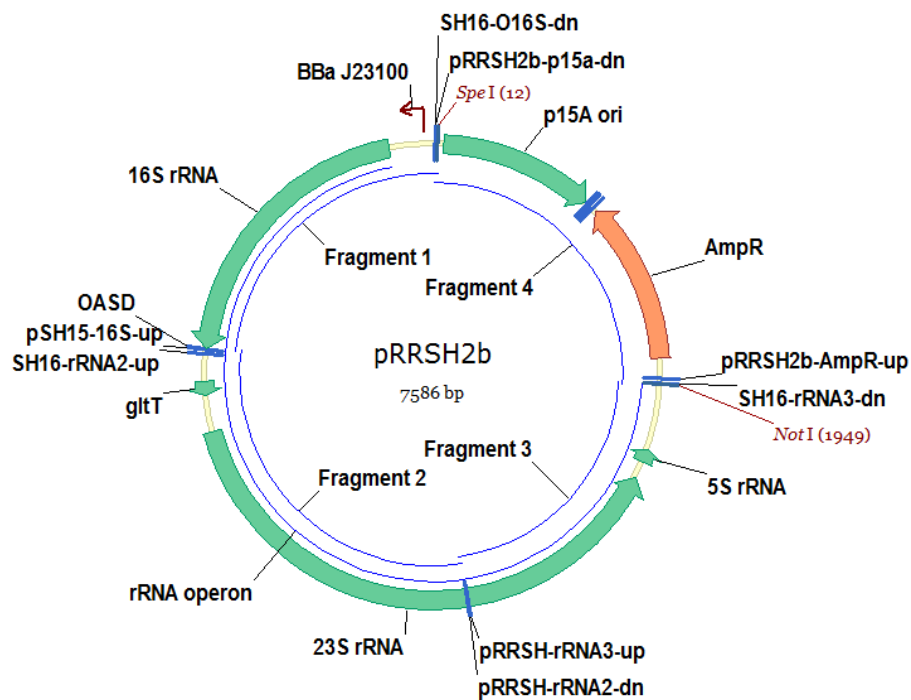 SH16-O16S-dn
BBa J23100
pRRSH2b-p15a-dn
SpeI (12)
p15A ori
16S rRNA
Fragment 1
AmpR
Fragment 4
OASD
pSH15-16S-up
SH16-rRNA2-up
pRRSH2b
7586 bp
pRRSH2b-AmpR-up
SH16-rRNA3-dn
gltT
NotI (1949)
Fragment 3
Fragment 2
5S rRNA
rRNA operon
23S rRNA
pRRSH-rRNA3-up
pRRSH-rRNA2-dn